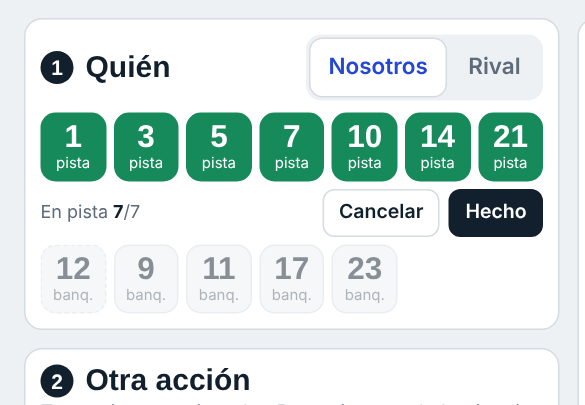 1 Quién Nosotros Rival
1 3 5 7 10 14 21
pista pista pista pista pista pista pista
En pista 7/7 Cancelar Hecho
12 9 11 17 23
banq. banq. banq. banq. banq.
2 Otra acción